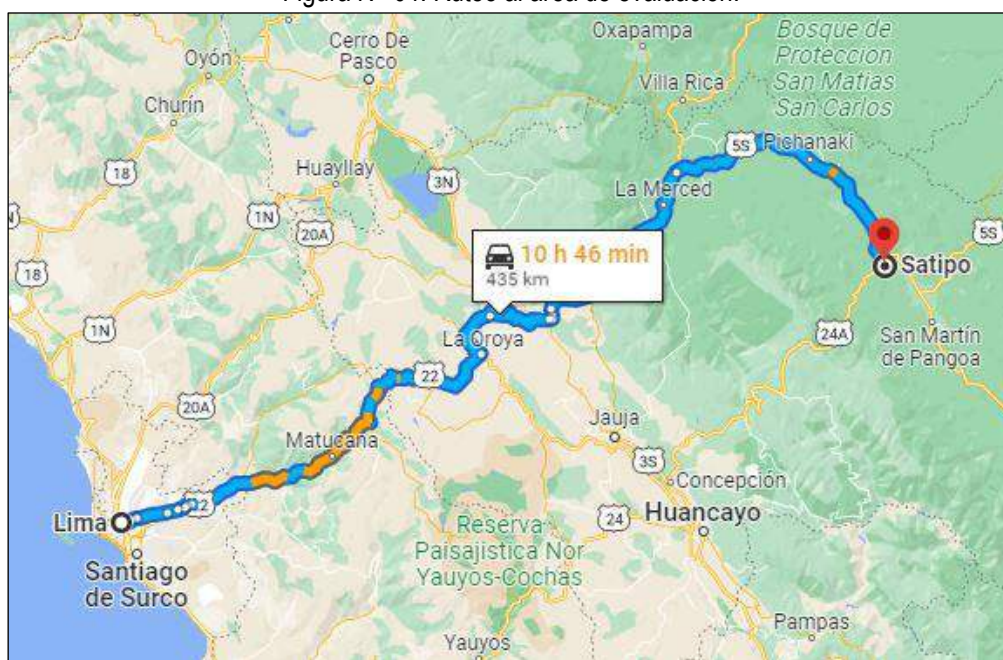 Oxapampa
Bosque de
Proteccion
San Matias
San Carlos
Cerro De
Pasco
Oyón
Villa Rica
Churín
5S
Pichanaki
18
Huayllay
3N
La Merced
1N
20A
5S
10 h 46 min
435 km
Satipo
18
1N
La Oroya
24A
San Martín
de Pangoa
22
20A
Jauja
Matucana
3S
Concepción
22
Lima
24
Huancayo
Reserva
Paisajística Nor
Yauyos-Cochas
Santiago
de Surco
Pampas
Yauyos